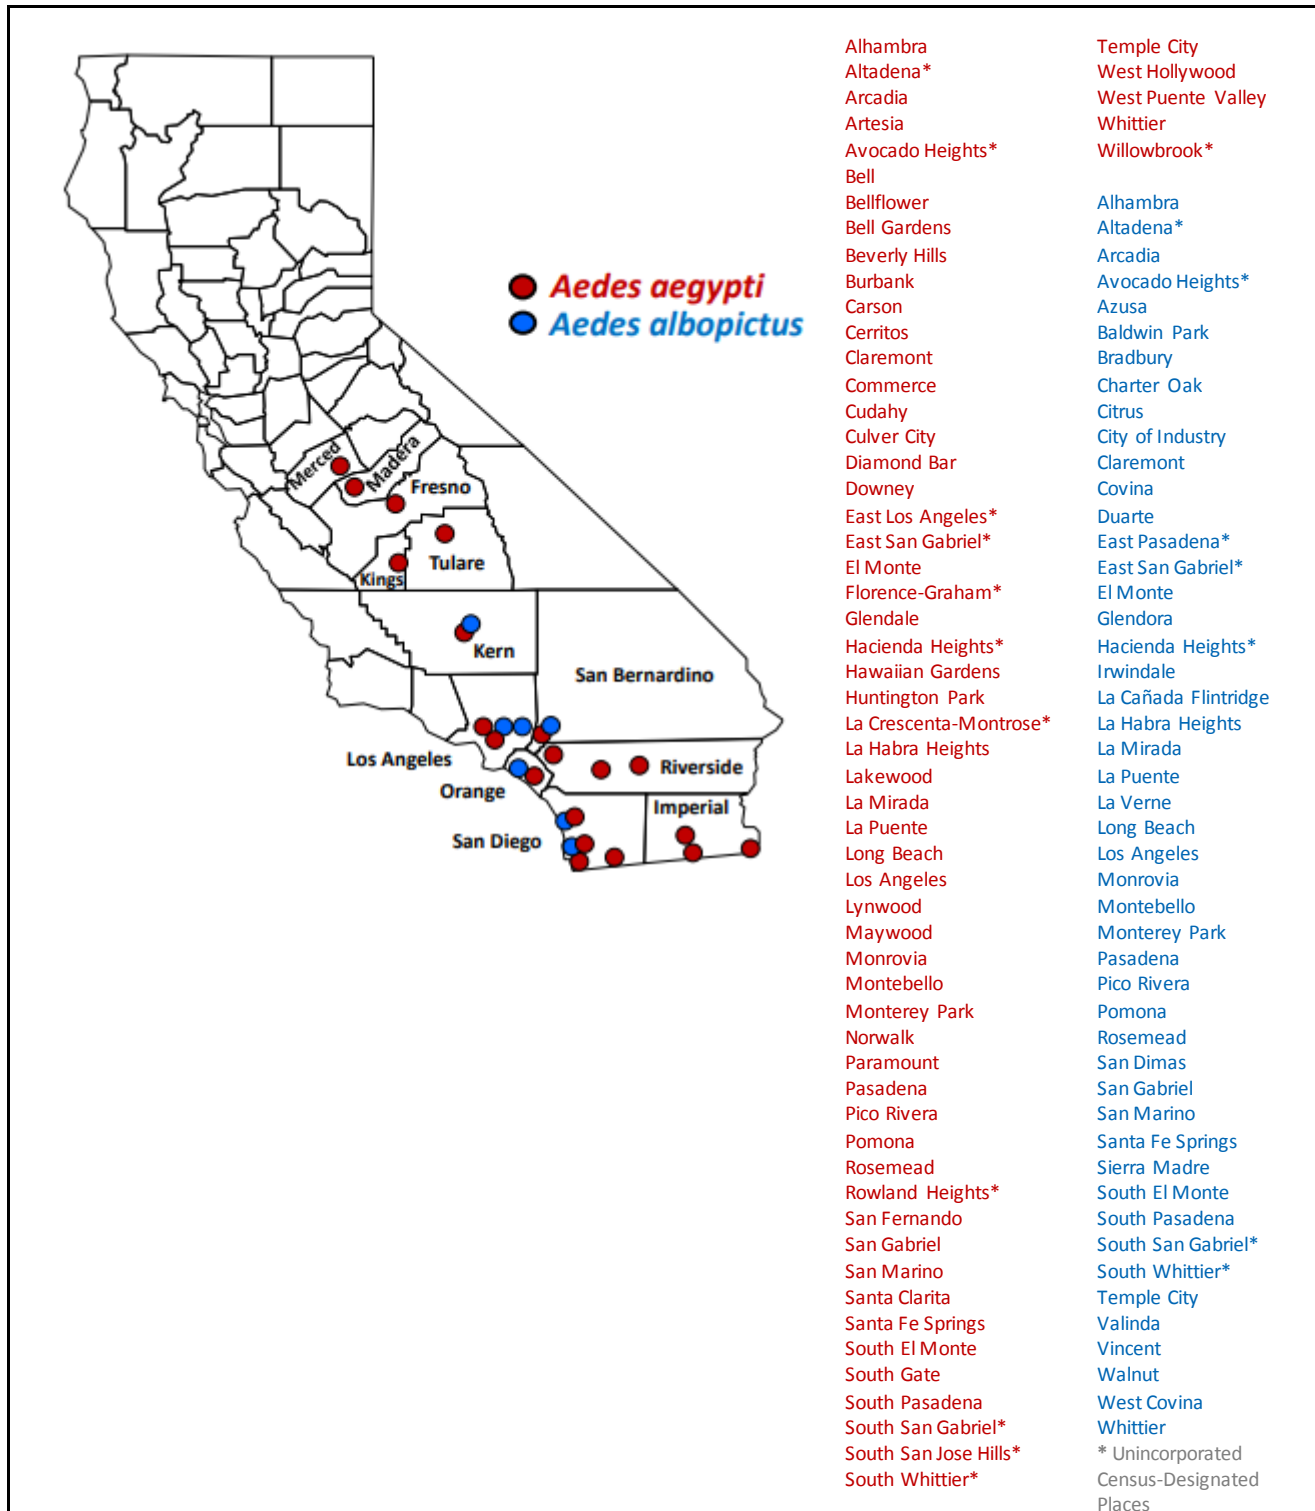 Aedes aegypti
Aedes albopictus
Merced
Madera
Fresno
Tulare
Kings
Kern
San Bernardino
Los Angeles
Riverside
Orange
Imperial
San Diego
Alhambra
Altadena*
Arcadia
Artesia
Avocado Heights*
Bell
Bellflower
Bell Gardens
Beverly Hills
Burbank
Carson
Cerritos
Claremont
Commerce
Cudahy
Culver City
Diamond Bar
Downey
East Los Angeles*
East San Gabriel*
El Monte
Florence-Graham*
Glendale
Hacienda Heights*
Hawaiian Gardens
Huntington Park
La Crescenta-Montrose*
La Habra Heights
Lakewood
La Mirada
La Puente
Long Beach
Los Angeles
Lynwood
Maywood
Monrovia
Montebello
Monterey Park
Norwalk
Paramount
Pasadena
Pico Rivera
Pomona
Rosemead
Rowland Heights*
San Fernando
San Gabriel
San Marino
Santa Clarita
Santa Fe Springs
South El Monte
South Gate
South Pasadena
South San Gabriel*
South San Jose Hills*
South Whittier*
Temple City
West Hollywood
West Puente Valley
Whittier
Willowbrook*
Alhambra
Altadena*
Arcadia
Avocado Heights*
Azusa
Baldwin Park
Bradbury
Charter Oak
Citrus
City of Industry
Claremont
Covina
Duarte
East Pasadena*
East San Gabriel*
El Monte
Glendora
Hacienda Heights*
Irwindale
La Cañada Flintridge
La Habra Heights
La Mirada
La Puente
La Verne
Long Beach
Los Angeles
Monrovia
Montebello
Monterey Park
Pasadena
Pico Rivera
Pomona
Rosemead
San Dimas
San Gabriel
San Marino
Santa Fe Springs
Sierra Madre
South El Monte
South Pasadena
South San Gabriel*
South Whittier*
Temple City
Valinda
Vincent
Walnut
West Covina
Whittier
* Unincorporated
Census-Designated
Places